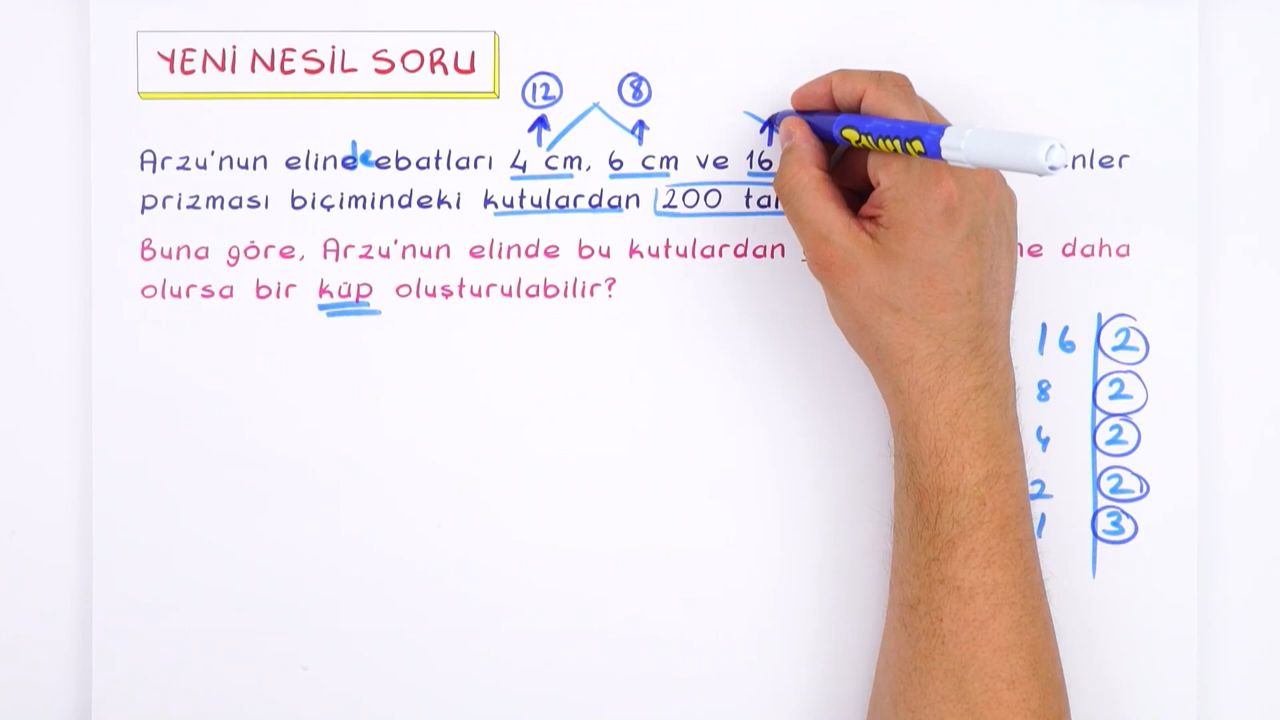 YENİ NESİL SORU
12 8
Arzu'nun elinde ebatları 4 cm, 6 cm ve 16
prizması biçimindeki kutulardan 200
Buna göre, Arzu'nun elinde bu kutulardan daha
olursa bir küp oluşturulabilir?
16 2
8 2
4 2
2 2
1 3